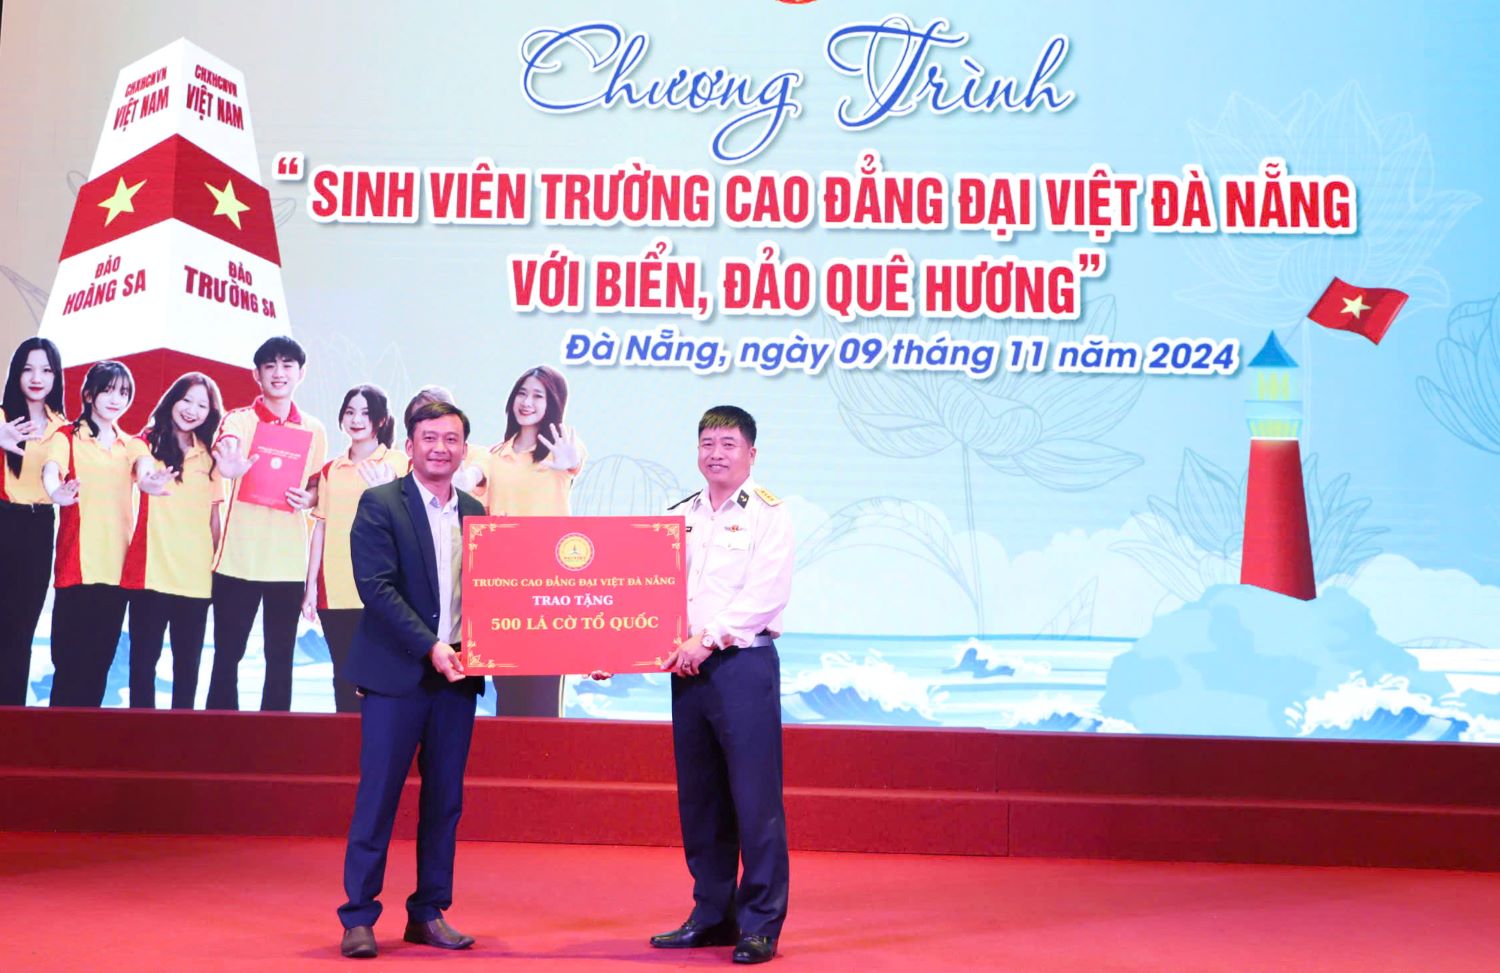 Chương Trình
“SINH VIÊN TRƯỜNG CAO ĐẲNG ĐẠI VIỆT ĐÀ NẴNG
VỚI BIỂN, ĐẢO QUÊ HƯƠNG”
Đà Nẵng, ngày 09 tháng 11 năm 2024
CHXHCNVN
VIỆT NAM
CHXHCNVN
VIỆT NAM
ĐẢO
HOÀNG SA
ĐẢO
TRƯỜNG SA
TRƯỜNG CAO ĐẲNG ĐẠI VIỆT ĐÀ NẴNG
TRAO TẶNG
500 LÁ CỜ TỔ QUỐC